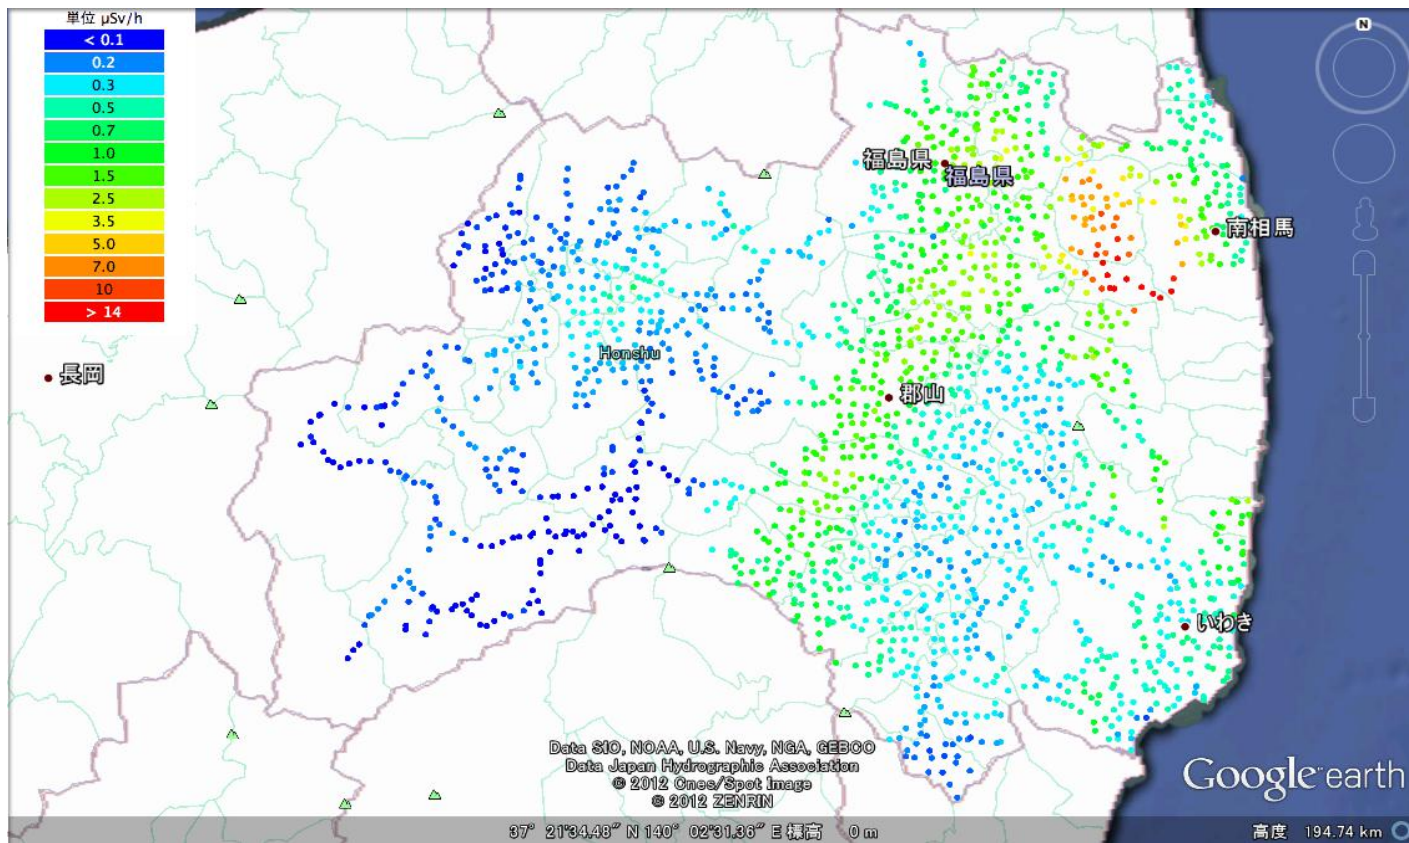 単位 µSv/h
< 0.1
0.2
0.3
0.5
0.7
1.0
1.5
2.5
3.5
5.0
7.0
10
> 14
N
福島県
福島県
南相馬
長岡
Honshu
郡山
いわき
Data SIO, NOAA, U.S. Navy, NGA, GEBCO
Data Japan Hydrographic Association
© 2012 Cnes/Spot Image
© 2012 ZENRIN
Google earth
37° 21'34.48" N 140° 02'31.36" E 標高 0 m
高度 194.74 km